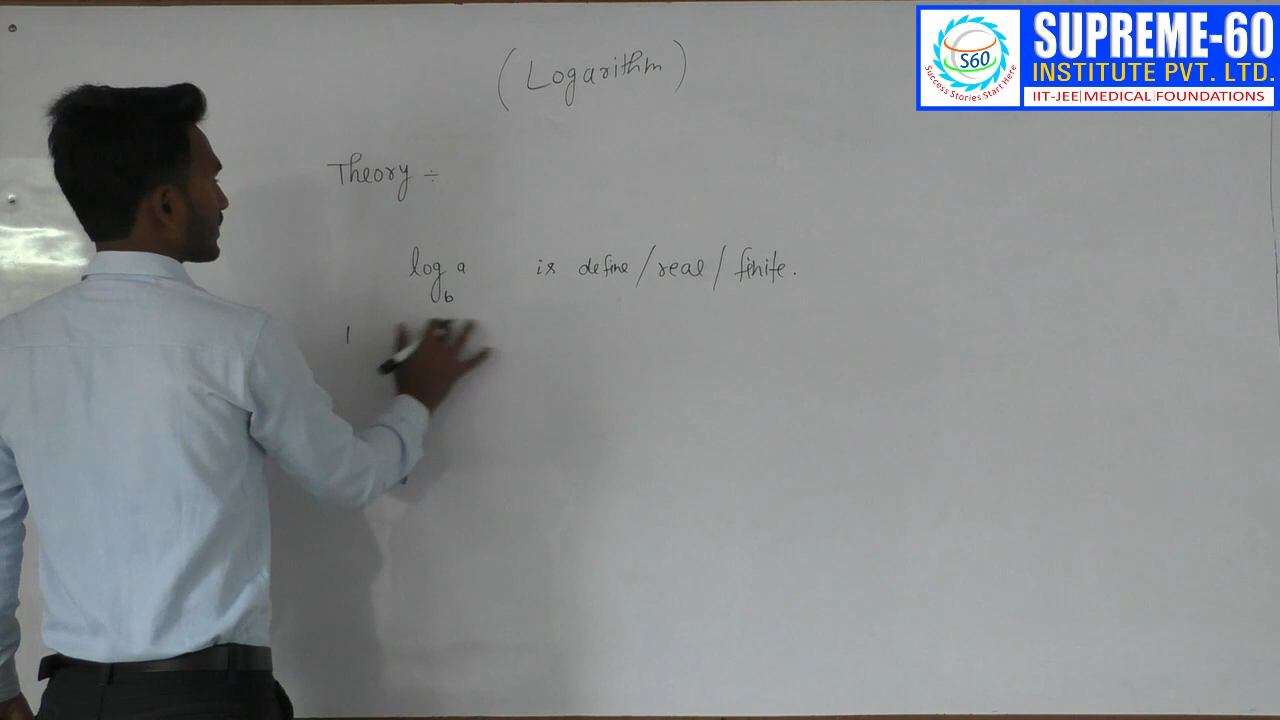 (Logarithm)
Theory ÷
log_b a is define/real/finite.
1
SUPREME-60
INSTITUTE PVT. LTD.
IIT-JEE|MEDICAL|FOUNDATIONS
S60
Success Stories Start Here